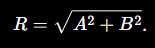 R = √(A² + B²).